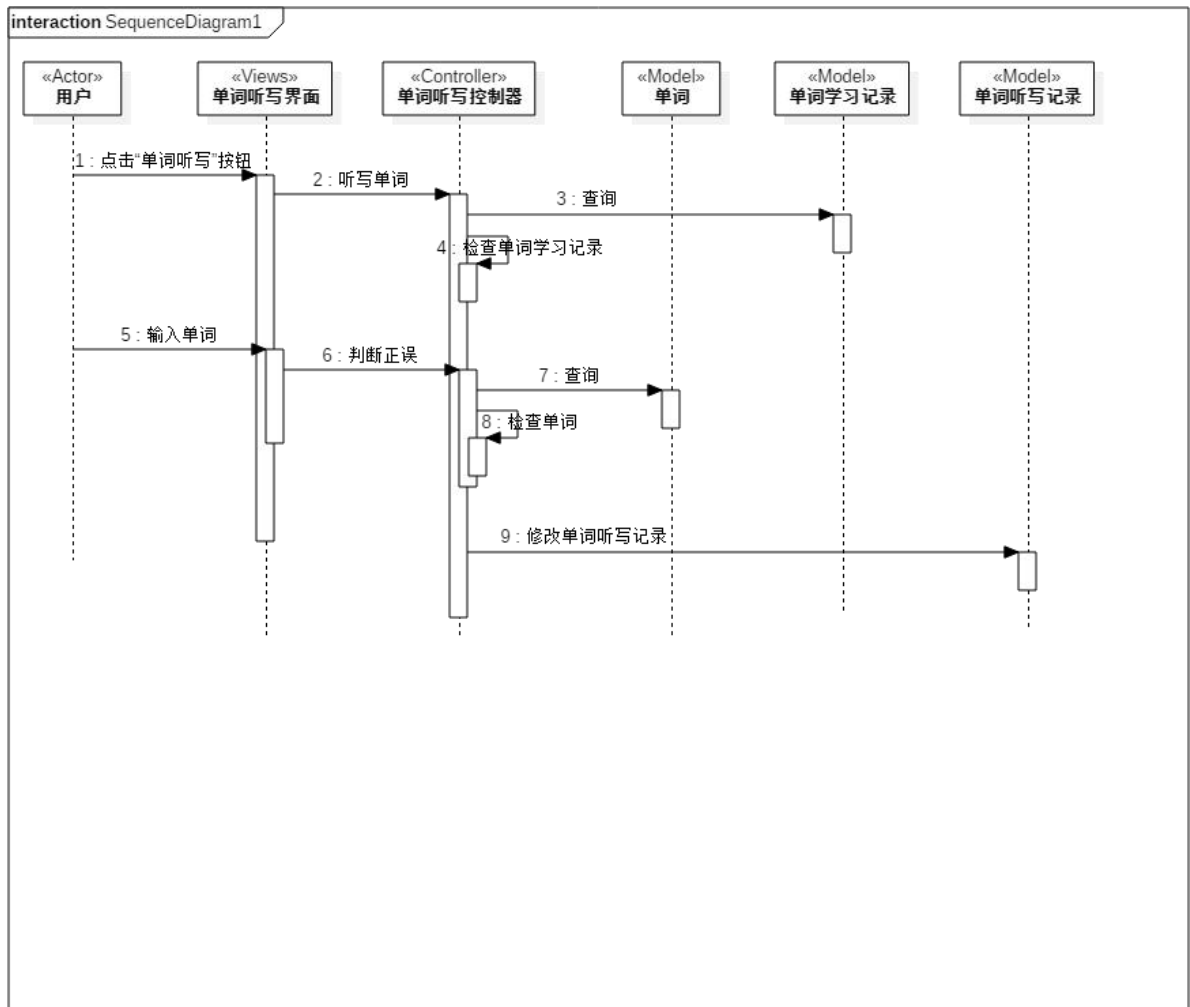 interaction SequenceDiagram1
«Actor»
用户
«Views»
单词听写界面
«Controller»
单词听写控制器
«Model»
单词
«Model»
单词学习记录
«Model»
单词听写记录
1 : 点击“单词听写”按钮
2 : 听写单词
3 : 查询
4 : 检查单词学习记录
5 : 输入单词
6 : 判断正误
7 : 查询
8 : 检查单词
9 : 修改单词听写记录